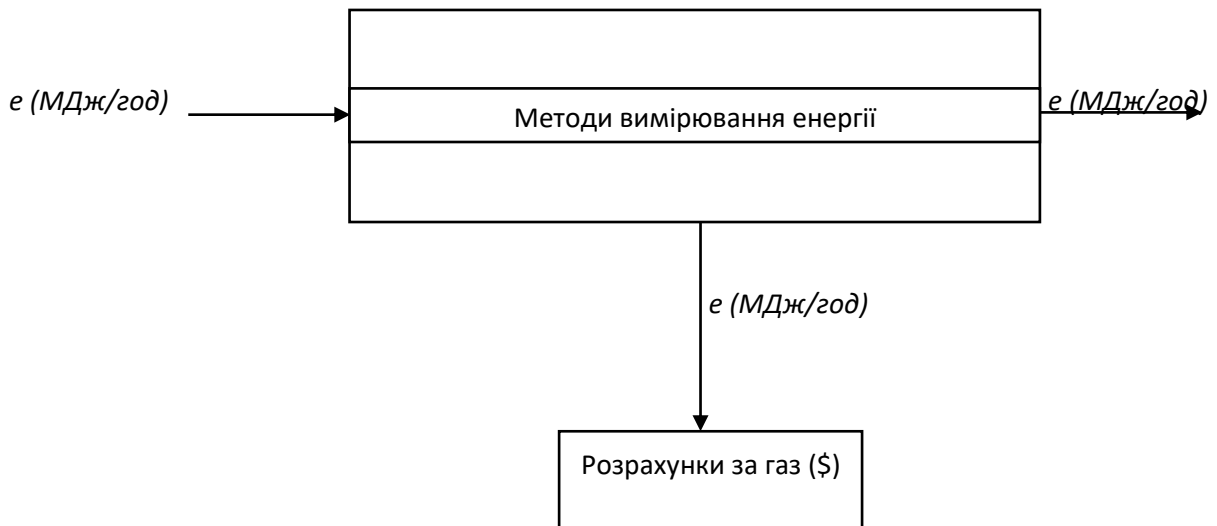 е (МДж/год)
Методи вимірювання енергії
е (МДж/год)
е (МДж/год)
Розрахунки за газ ($)